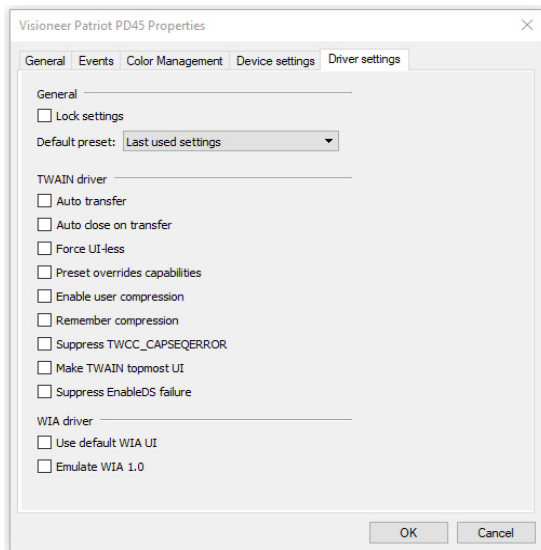 Visioneer Patriot PD45 Properties
General Events Color Management Device settings Driver settings
General
Lock settings
Default preset: Last used settings
TWAIN driver
Auto transfer
Auto close on transfer
Force UI-less
Preset overrides capabilities
Enable user compression
Remember compression
Suppress TWCC_CAPSEQERROR
Make TWAIN topmost UI
Suppress EnableDS failure
WIA driver
Use default WIA UI
Emulate WIA 1.0
OK Cancel